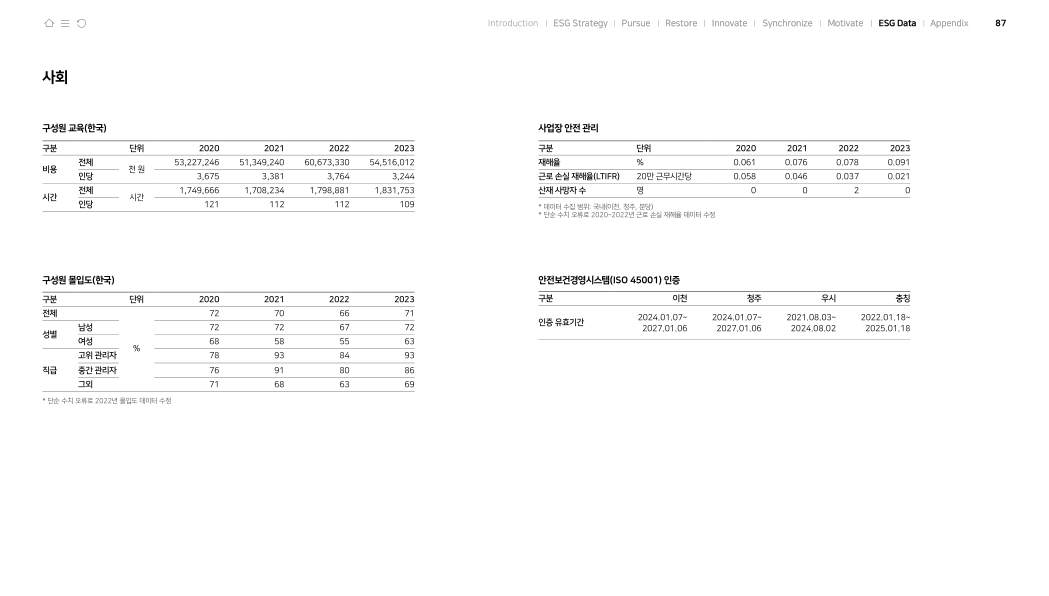 Introduction | ESG Strategy | Pursue | Restore | Innovate | Synchronize | Motivate | ESG Data | Appendix 87
사회
구성원 교육(한국)
구분 단위 2020 2021 2022 2023
비용 전체 천 원 53,227,246 51,349,240 60,673,330 54,516,012
인당 3,675 3,381 3,764 3,244
시간 전체 시간 1,749,666 1,708,234 1,798,881 1,831,753
인당 121 112 112 109
구성원 몰입도(한국)
구분 단위 2020 2021 2022 2023
전체 % 72 70 66 71
성별 남성 72 72 67 72
여성 68 58 55 63
직급 고위 관리자 78 93 84 93
중간 관리자 76 91 80 86
그외 71 68 63 69
* 단순 수치 오류로 2022년 몰입도 데이터 수정
사업장 안전 관리
구분 단위 2020 2021 2022 2023
재해율 % 0.061 0.076 0.078 0.091
근로 손실 재해율(LTIFR) 20만 근무시간당 0.058 0.046 0.037 0.021
산재 사망자 수 명 0 0 2 0
* 데이터 수집 범위: 국내(이천, 청주, 분당)
* 단순 수치 오류로 2020~2022년 근로 손실 재해율 데이터 수정
안전보건경영시스템(ISO 45001) 인증
구분 이천 청주 우시 충칭
인증 유효기간 2024.01.07~ 2024.01.07~ 2021.08.03~ 2022.01.18~
2027.01.06 2027.01.06 2024.08.02 2025.01.18